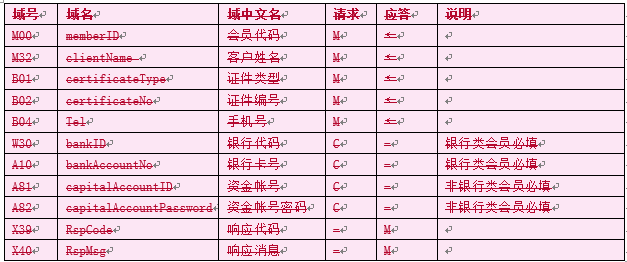 域号 域名 域中文名 请求 应答 说明
M00 memberID 会员代码 M ←
M32 clientName 客户姓名 M ←
B01 certificateType 证件类型 M ←
B02 certificateNo 证件编号 M ←
B04 Tel 手机号 M ←
W30 bankID 银行代码 C - 银行类会员必填
A10 bankAccountNo 银行卡号 C - 银行类会员必填
A81 capitalAccountID 资金帐号 C - 非银行类会员必填
A82 capitalAccountPassword 资金帐号密码 C - 非银行类会员必填
X39 RspCode 响应代码 - M
X40 RspMsg 响应消息 - M